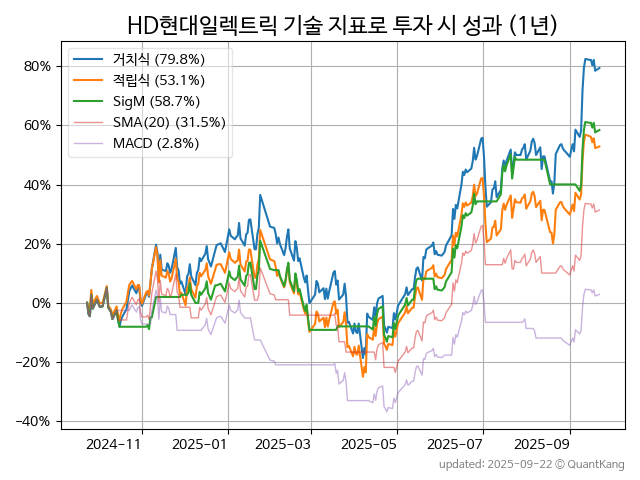 HD현대일렉트릭 기술 지표로 투자 시 성과 (1년)
거치식 (79.8%)
적립식 (53.1%)
SigM (58.7%)
SMA(20) (31.5%)
MACD (2.8%)
80%
60%
40%
20%
0%
−20%
−40%
2024-11
2025-01
2025-03
2025-05
2025-07
2025-09
updated: 2025-09-22 © QuantKang